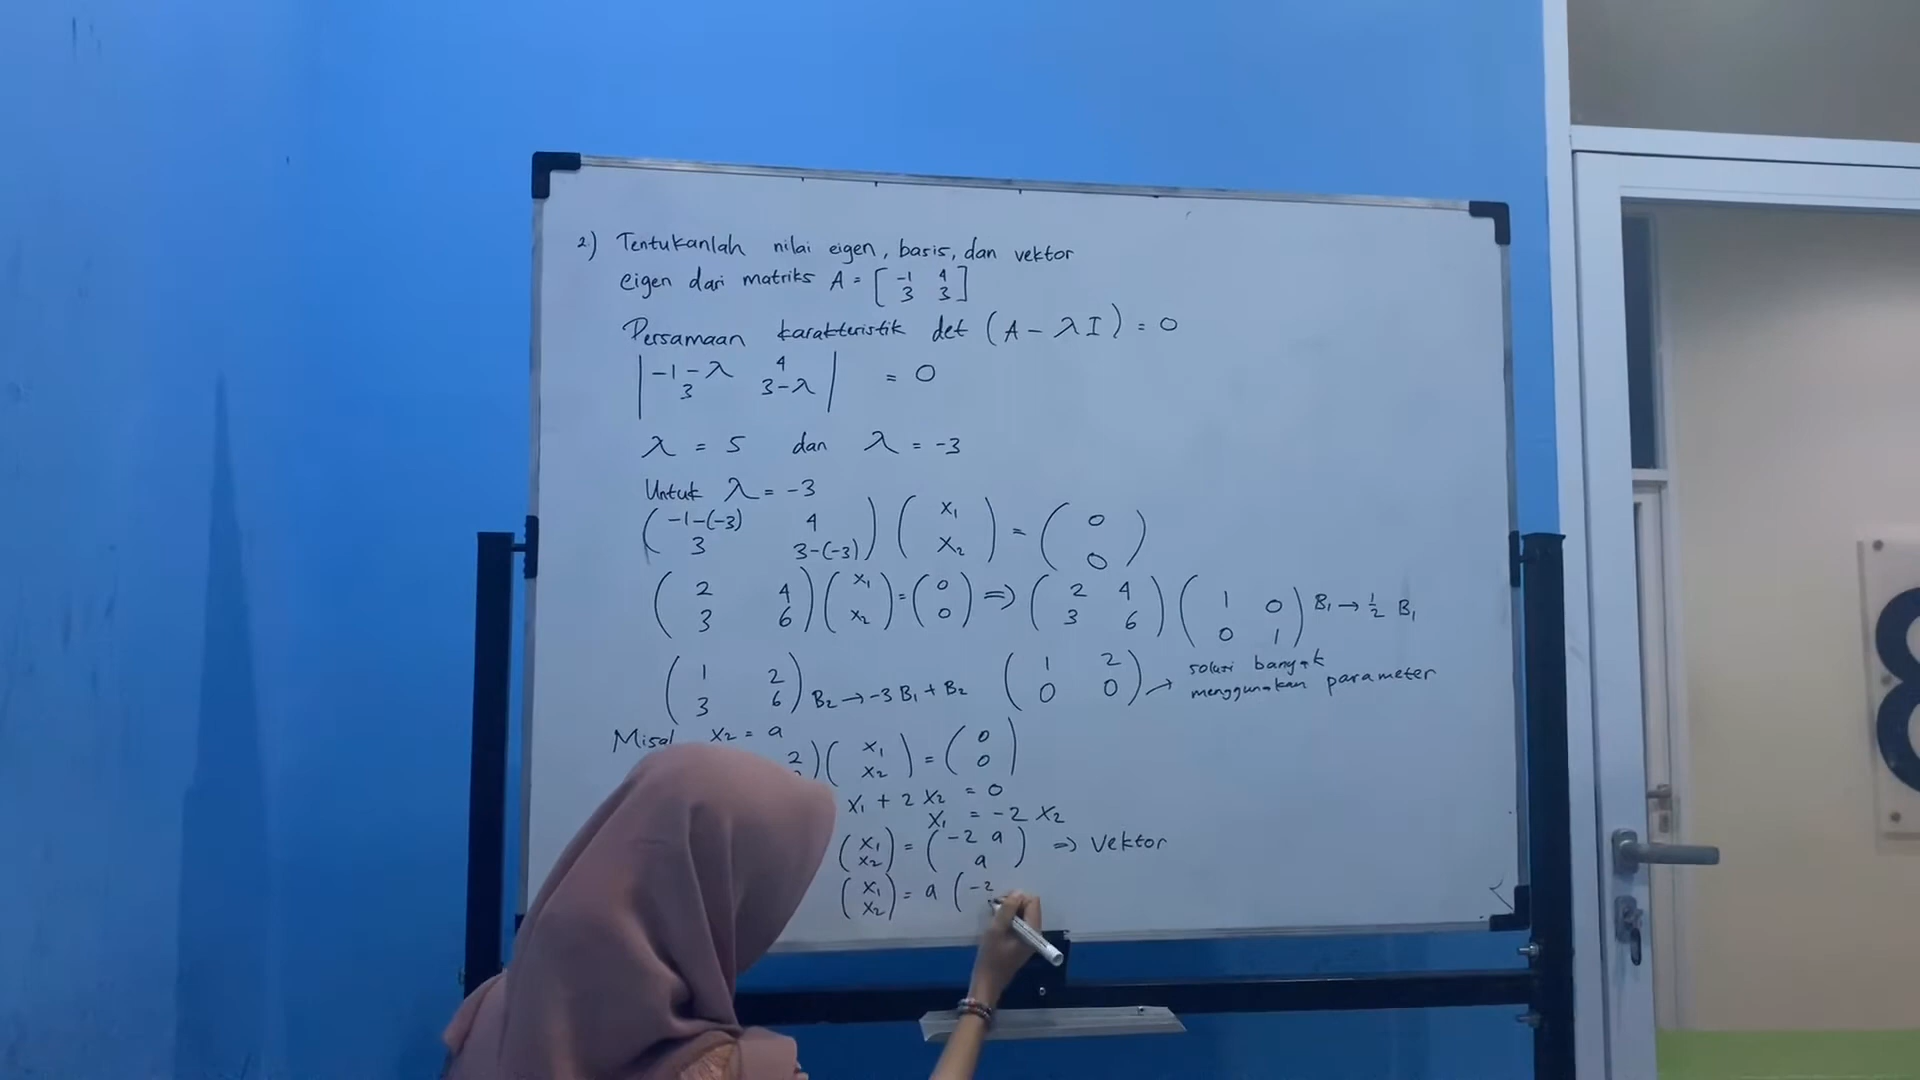 2) Tentukanlah nilai eigen, basis, dan vektor
eigen dari matriks A = [ -1 4
3 3 ]
Persamaan karakteristik det (A - λI) = 0
| -1-λ 4 | = 0
3 3-λ
λ = 5 dan λ = -3
Untuk λ = -3
( -1-(-3) 4 ) ( x₁ ) = ( 0 )
3 3-(-3) x₂ 0
( 2 4 ) ( x₁ ) = ( 0 ) => ( 2 4 ) ( 1 0 ) B₁ → ½ B₁
3 6 x₂ 0 3 6 0 1
( 1 2 ) B₂ → -3 B₁ + B₂ ( 1 2 ) → solusi banyak
3 6 0 0 menggunakan parameter
Misal x₂ = a
2 ) ( x₁ ) = ( 0 )
x₂ 0
x₁ + 2 x₂ = 0
x₁ = -2 x₂
( x₁ ) = ( -2 a ) => Vektor
x₂ a
( x₁ ) = a ( -2
x₂
8